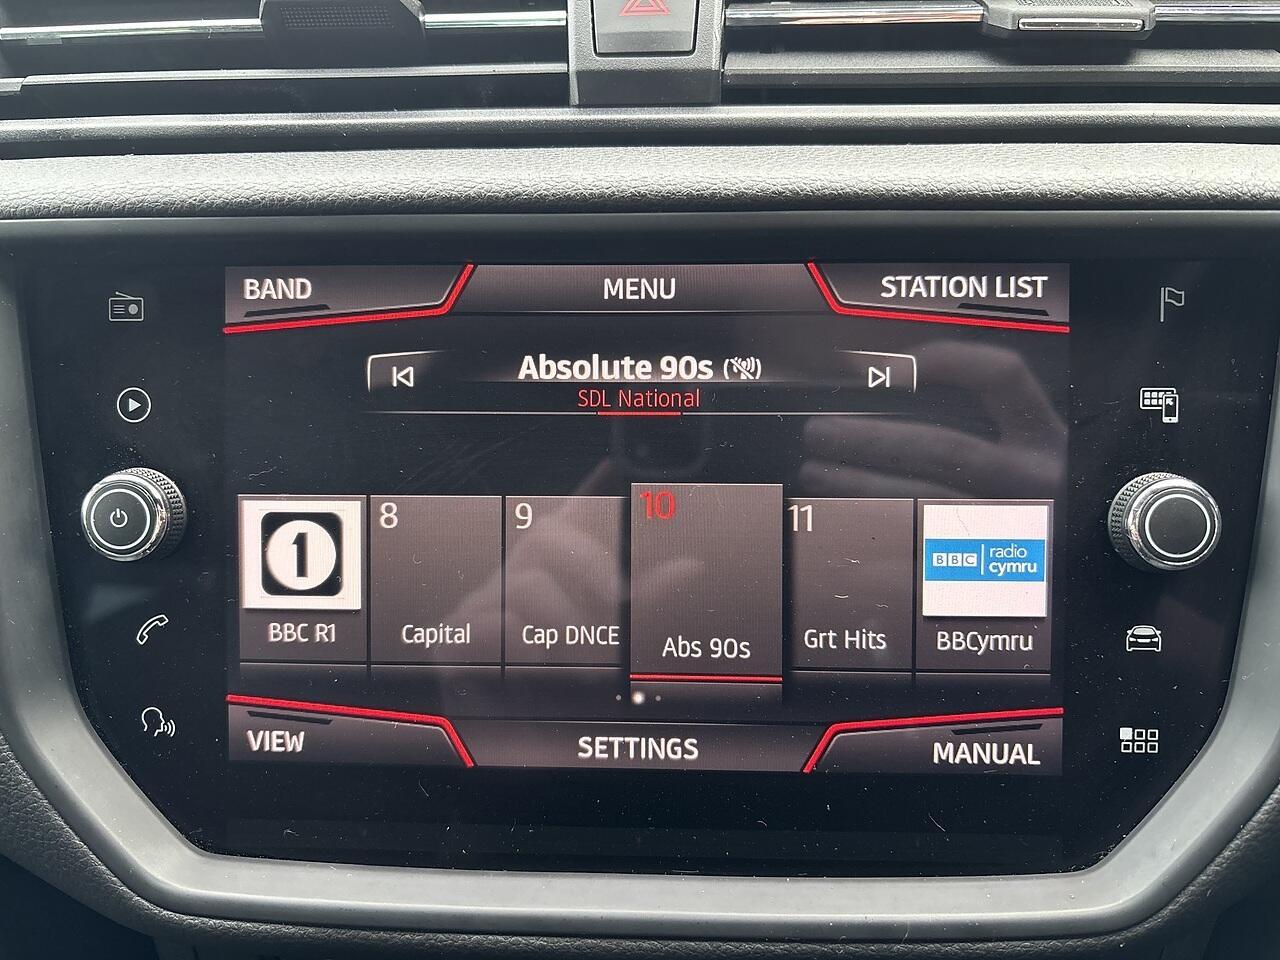 BAND
MENU
STATION LIST
Absolute 90s
SDL National
1
8
9
10
11
BBC radio
cymru
BBC R1
Capital
Cap DNCE
Abs 90s
Grt Hits
BBCymru
VIEW
SETTINGS
MANUAL